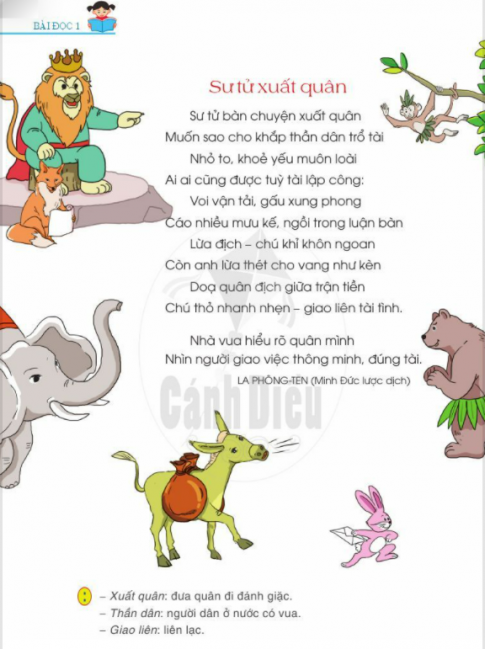 BÀI ĐỌC 1
Sư tử xuất quân
Sư tử bàn chuyện xuất quân
Muốn sao cho khắp thần dân trổ tài
Nhỏ to, khoẻ yếu muôn loài
Ai ai cũng được tuỳ tài lập công:
Voi vận tải, gấu xung phong
Cáo nhiều mưu kế, ngồi trong luận bàn
Lừa địch – chú khỉ khôn ngoan
Còn anh lừa thét cho vang như kèn
Doạ quân địch giữa trận tiền
Chú thỏ nhanh nhẹn – giao liên tài tình.
Nhà vua hiểu rõ quân mình
Nhìn người giao việc thông minh, đúng tài.
LA PHÔNG-TEN (Minh Đức lược dịch)
Cánh Diều
– Xuất quân: đưa quân đi đánh giặc.
– Thần dân: người dân ở nước có vua.
– Giao liên: liên lạc.